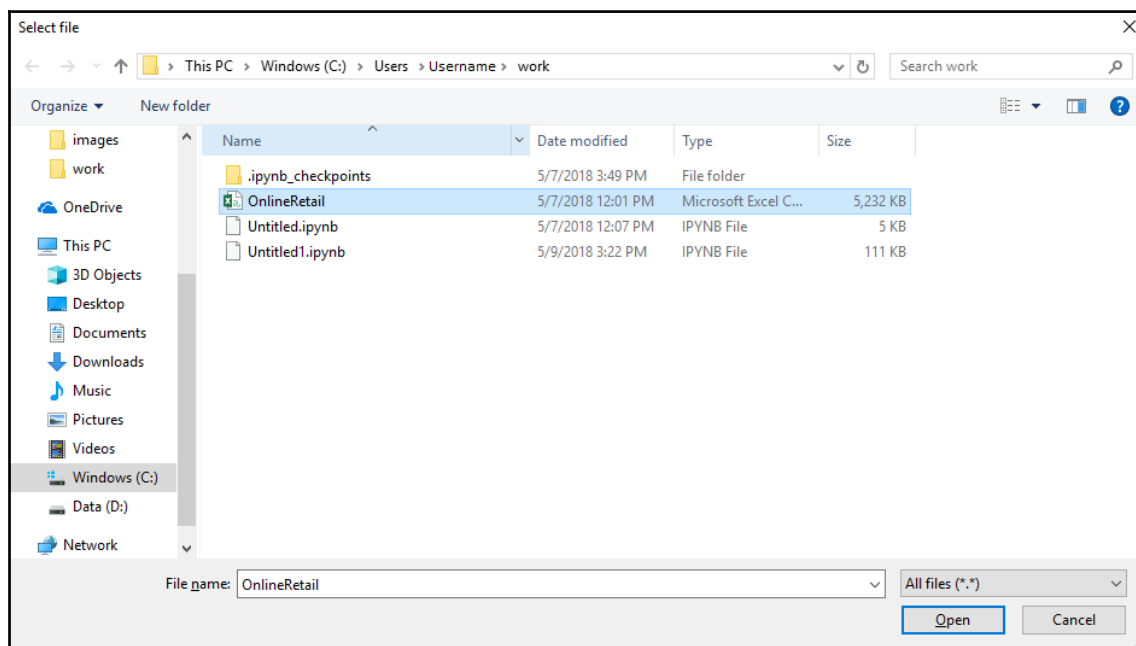 Select file
This PC > Windows (C:) > Users > Username > work
Search work
Organize
New folder
Name
Date modified
Type
Size
.ipynb_checkpoints 5/7/2018 3:49 PM File folder
OnlineRetail 5/7/2018 12:01 PM Microsoft Excel C... 5,232 KB
Untitled.ipynb 5/7/2018 12:07 PM IPYNB File 5 KB
Untitled1.ipynb 5/9/2018 3:22 PM IPYNB File 111 KB
images
work
OneDrive
This PC
3D Objects
Desktop
Documents
Downloads
Music
Pictures
Videos
Windows (C:)
Data (D:)
Network
File name: OnlineRetail
All files (*.*)
Open
Cancel